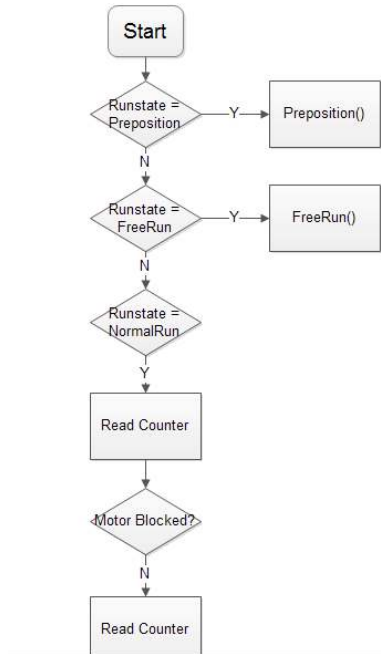 Start
Runstate =
Preposition
Y
Preposition()
N
Runstate =
FreeRun
Y
FreeRun()
N
Runstate =
NormalRun
Y
Read Counter
Motor Blocked?
N
Read Counter